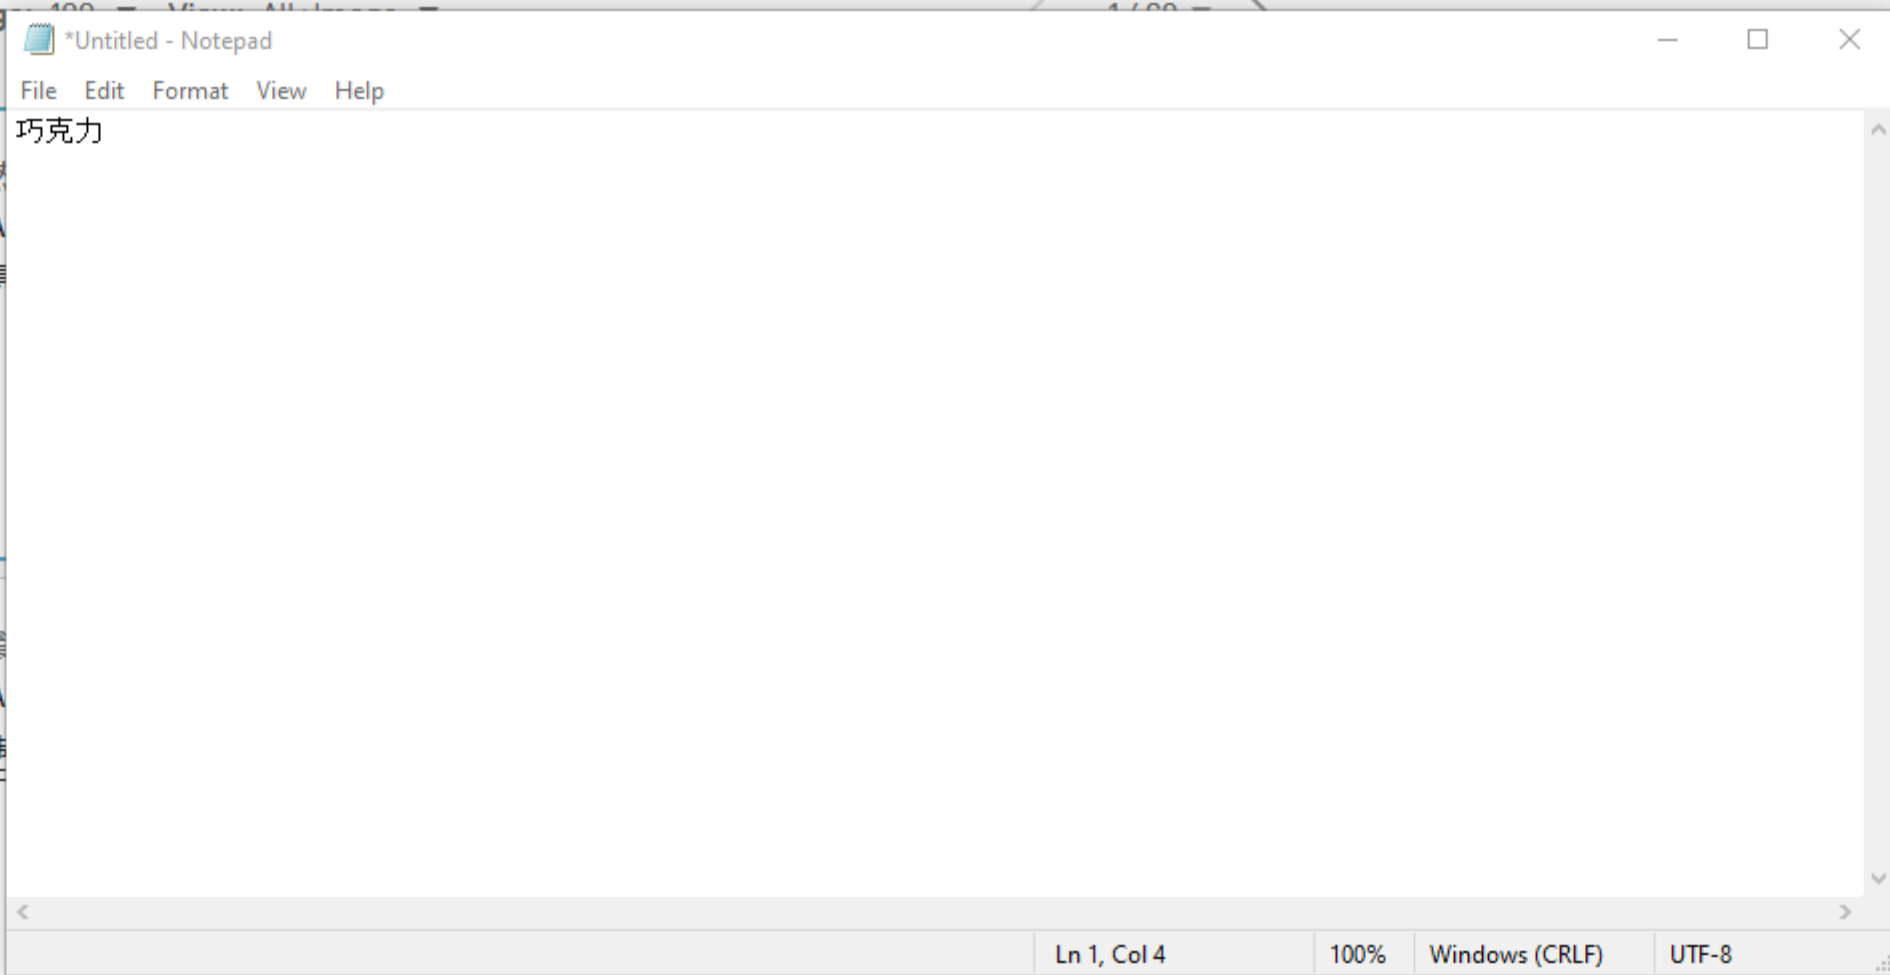 *Untitled - Notepad
File Edit Format View Help
巧克力
Ln 1, Col 4 100% Windows (CRLF) UTF-8